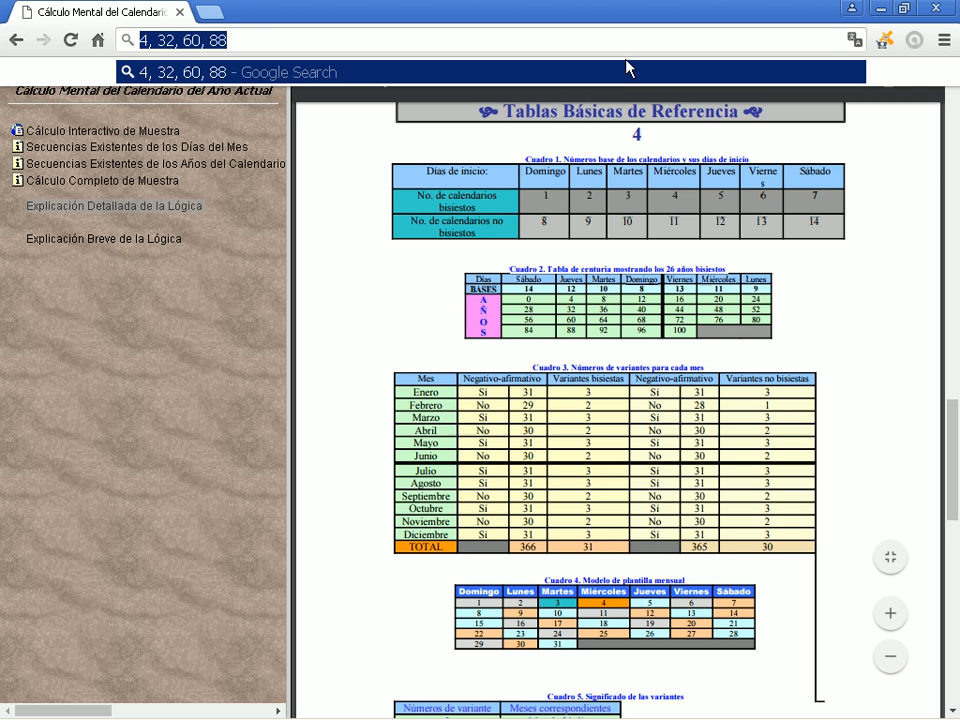 Cálculo Mental del Calendario
4, 32, 60, 88
4, 32, 60, 88 - Google Search
Cálculo Mental del Calendario del Año Actual
Cálculo Interactivo de Muestra
Secuencias Existentes de los Días del Mes
Secuencias Existentes de los Años del Calendario
Cálculo Completo de Muestra
Explicación Detallada de la Lógica
Explicación Breve de la Lógica
Tablas Básicas de Referencia
4
Cuadro 1. Números base de los calendarios y sus días de inicio
Días de inicio: Domingo Lunes Martes Miércoles Jueves Viernes Sábado
No. de calendarios bisiestos 1 2 3 4 5 6 7
No. de calendarios no bisiestos 8 9 10 11 12 13 14
Cuadro 2. Tabla de centuria mostrando los 26 años bisiestos
Días Sábado Jueves Martes Domingo Viernes Miércoles Lunes
BASES 14 12 10 8 13 11 9
AÑOS
0 4 8 12 16 20 24
28 32 36 40 44 48 52
56 60 64 68 72 76 80
84 88 92 96 100
Cuadro 3. Números de variantes para cada mes
Mes Negativo-afirmativo Variantes bisiestas Negativo-afirmativo Variantes no bisiestas
Enero Sí 31 3 Sí 31 3
Febrero No 29 2 No 28 1
Marzo Sí 31 3 Sí 31 3
Abril No 30 2 No 30 2
Mayo Sí 31 3 Sí 31 3
Junio No 30 2 No 30 2
Julio Sí 31 3 Sí 31 3
Agosto Sí 31 3 Sí 31 3
Septiembre No 30 2 No 30 2
Octubre Sí 31 3 Sí 31 3
Noviembre No 30 2 No 30 2
Diciembre Sí 31 3 Sí 31 3
TOTAL 366 31 365 30
Cuadro 4. Modelo de plantilla mensual
Domingo Lunes Martes Miércoles Jueves Viernes Sábado
1 2 3 4 5 6 7
8 9 10 11 12 13 14
15 16 17 18 19 20 21
22 23 24 25 26 27 28
29 30 31
Cuadro 5. Significado de las variantes
Números de variante Meses correspondientes